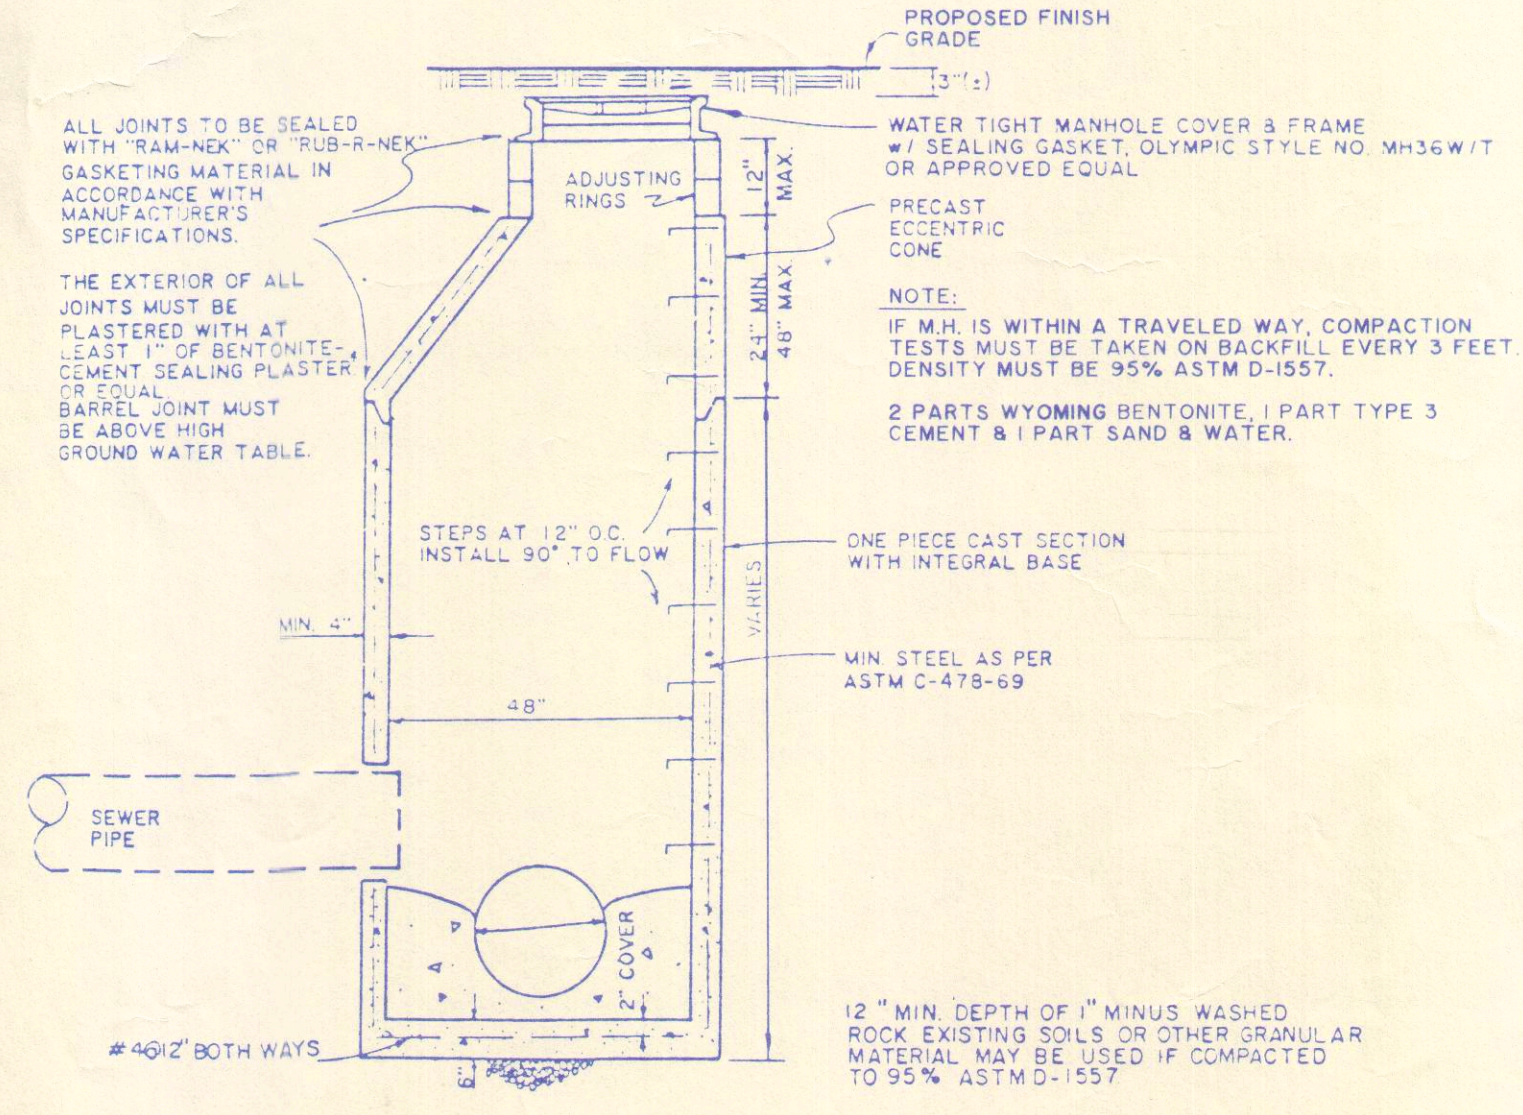 PROPOSED FINISH
GRADE
3"(±)
ALL JOINTS TO BE SEALED
WITH "RAM-NEK" OR "RUB-R-NEK"
GASKETING MATERIAL IN
ACCORDANCE WITH
MANUFACTURER'S
SPECIFICATIONS.
THE EXTERIOR OF ALL
JOINTS MUST BE
PLASTERED WITH AT
LEAST 1" OF BENTONITE-
CEMENT SEALING PLASTER
OR EQUAL.
BARREL JOINT MUST
BE ABOVE HIGH
GROUND WATER TABLE.
ADJUSTING
RINGS
12"
MAX.
24" MIN.
48" MAX.
WATER TIGHT MANHOLE COVER & FRAME
W/ SEALING GASKET, OLYMPIC STYLE NO. MH36W/T
OR APPROVED EQUAL
PRECAST
ECCENTRIC
CONE
NOTE:
IF M.H. IS WITHIN A TRAVELED WAY, COMPACTION
TESTS MUST BE TAKEN ON BACKFILL EVERY 3 FEET.
DENSITY MUST BE 95% ASTM D-1557.
2 PARTS WYOMING BENTONITE, 1 PART TYPE 3
CEMENT & 1 PART SAND & WATER.
STEPS AT 12" O.C.
INSTALL 90° TO FLOW
ONE PIECE CAST SECTION
WITH INTEGRAL BASE
VARIES
MIN. 4"
MIN. STEEL AS PER
ASTM C-478-69
48"
SEWER
PIPE
2" COVER
#4@12" BOTH WAYS
6"
12" MIN. DEPTH OF 1" MINUS WASHED
ROCK EXISTING SOILS OR OTHER GRANULAR
MATERIAL MAY BE USED IF COMPACTED
TO 95% ASTM D-1557